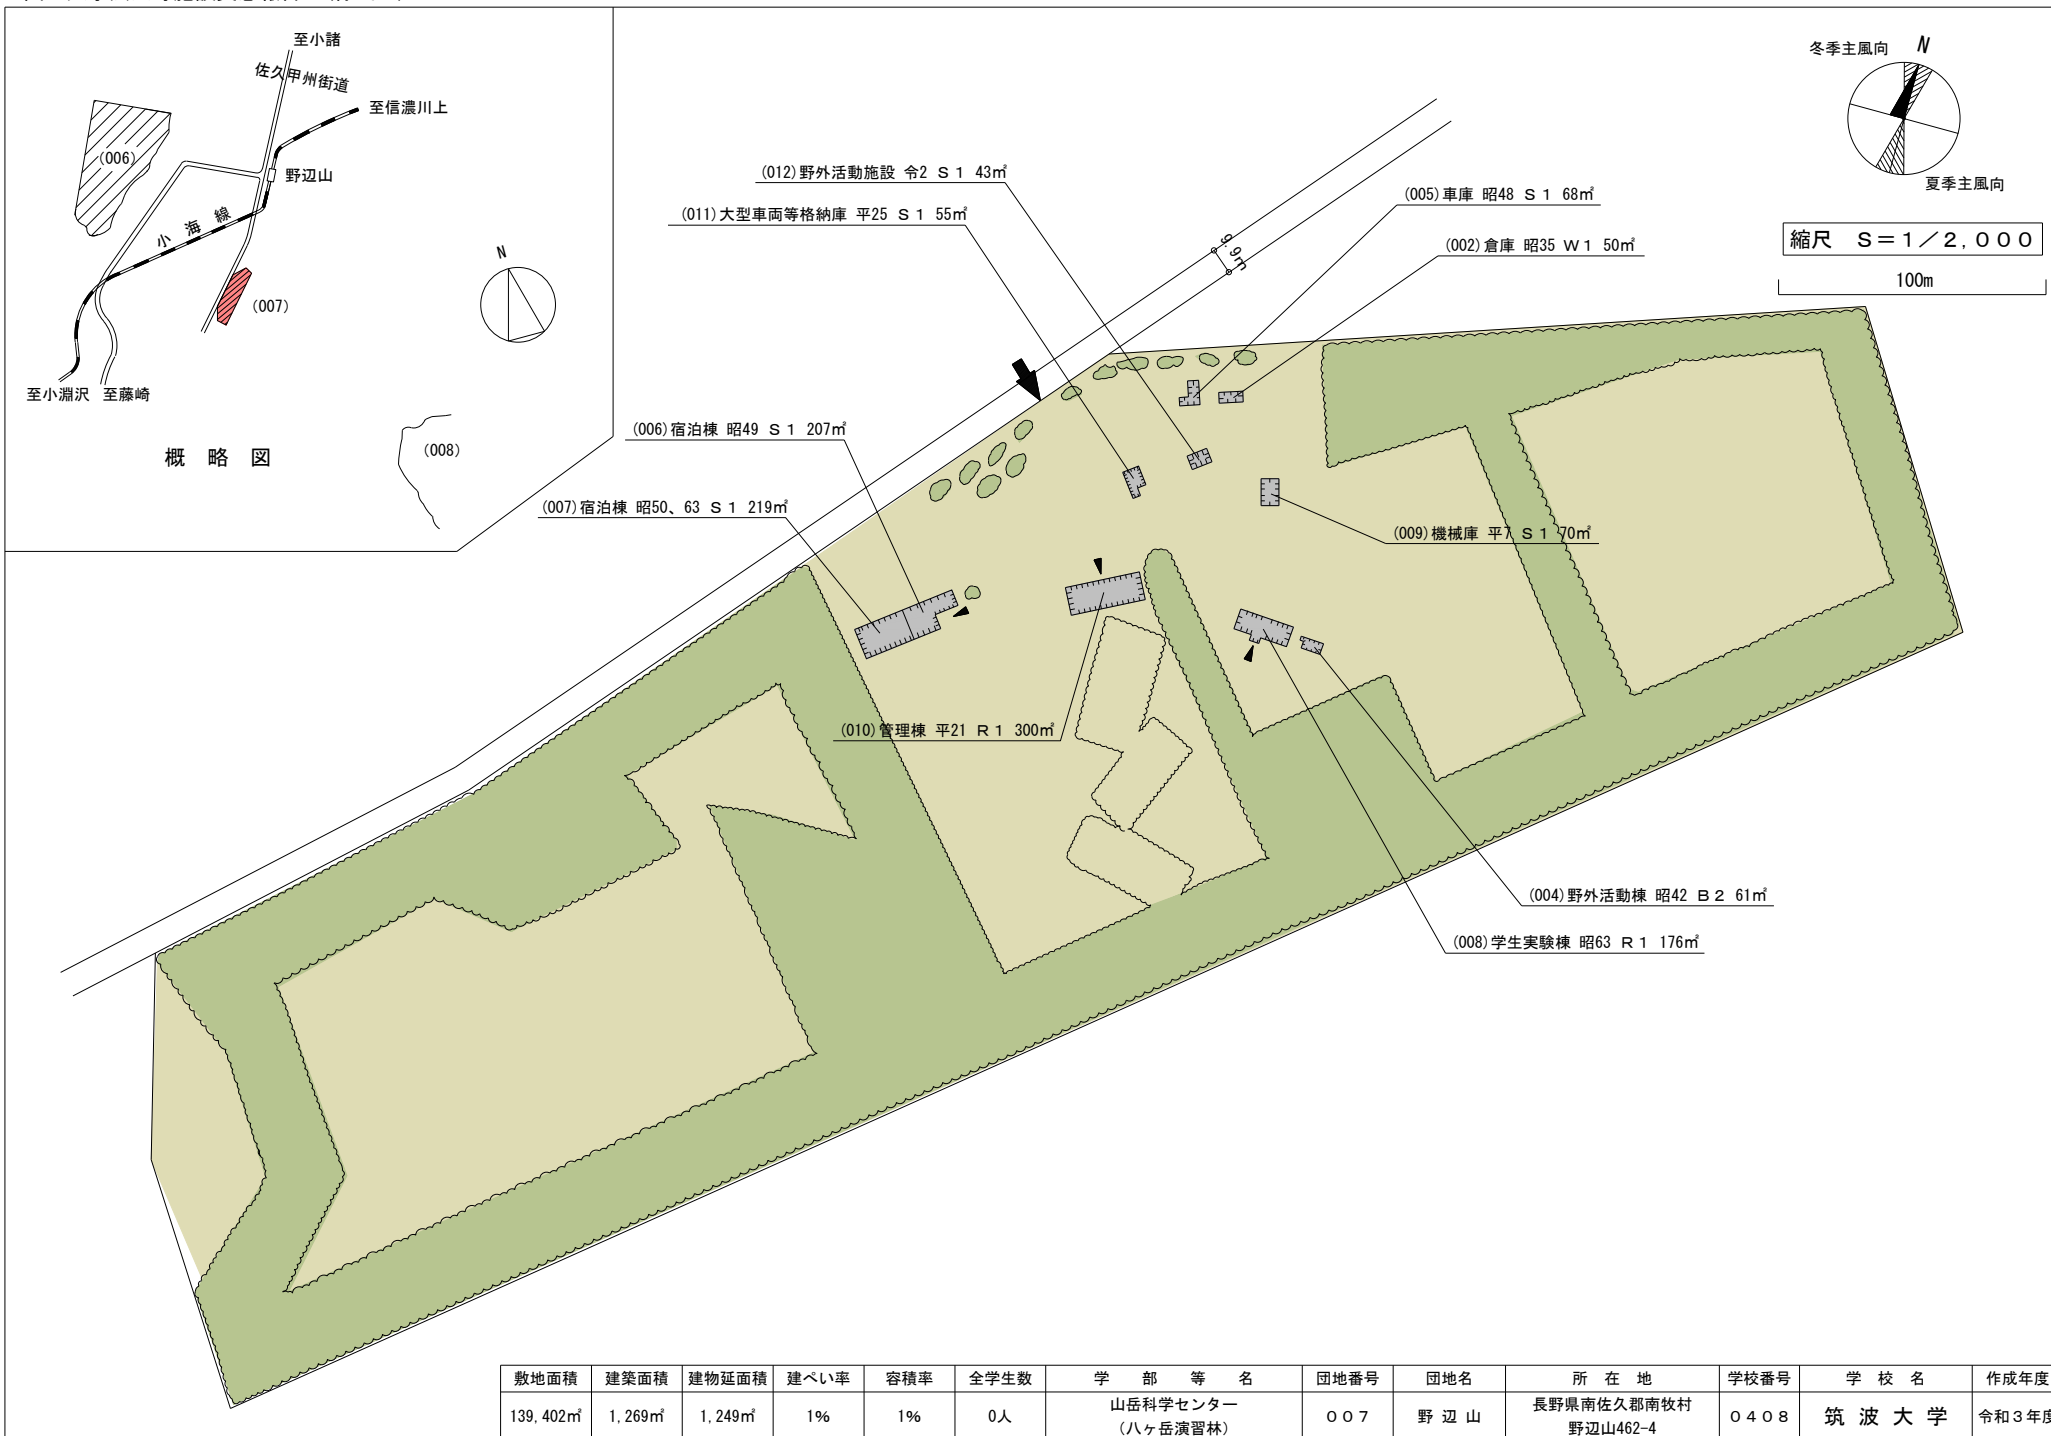 至小諸
佐久甲州街道
至信濃川上
(006)
野辺山
小海線
(007)
N
至小淵沢 至藤崎
概略図
(008)
冬季主風向 N
夏季主風向
縮尺 S=1/2,000
100m
(012)野外活動施設 令2 S1 43㎡
(011)大型車両等格納庫 平25 S1 55㎡
(005)車庫 昭48 S1 68㎡
(002)倉庫 昭35 W1 50㎡
9.9m
(006)宿泊棟 昭49 S1 207㎡
(007)宿泊棟 昭50、63 S1 219㎡
(009)機械庫 平7 S1 70㎡
(010)管理棟 平21 R1 300㎡
(004)野外活動棟 昭42 B2 61㎡
(008)学生実験棟 昭63 R1 176㎡
敷地面積 建築面積 建物延面積 建ぺい率 容積率 全学生数 学部等名 団地番号 団地名 所在地 学校番号 学校名 作成年度
139,402㎡ 1,269㎡ 1,249㎡ 1% 1% 0人 山岳科学センター (八ヶ岳演習林) 007 野辺山 長野県南佐久郡南牧村 野辺山462-4 0408 筑波大学 令和3年度